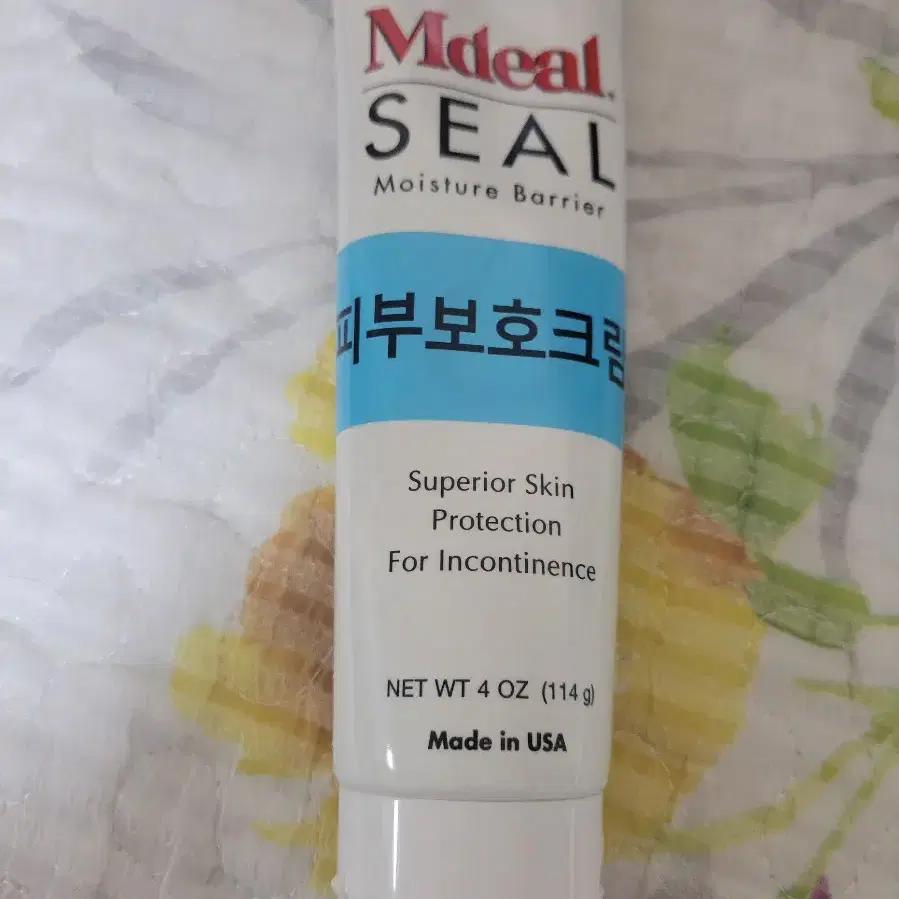 Mdeal
SEAL
Moisture Barrier
피부보호크림
Superior Skin
Protection
For Incontinence
NET WT 4 OZ (114 g)
Made in USA